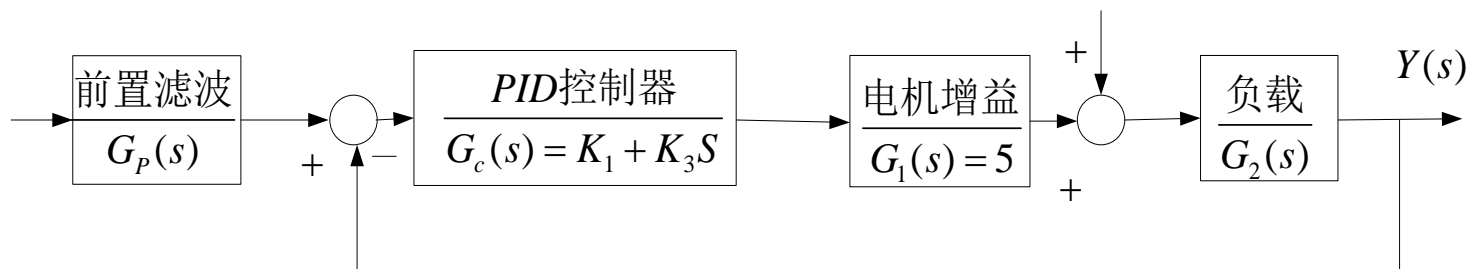 前置滤波
G_P(s)
+
−
PID控制器
G_c(s) = K_1 + K_3S
电机增益
G_1(s) = 5
+
+
负载
G_2(s)
Y(s)